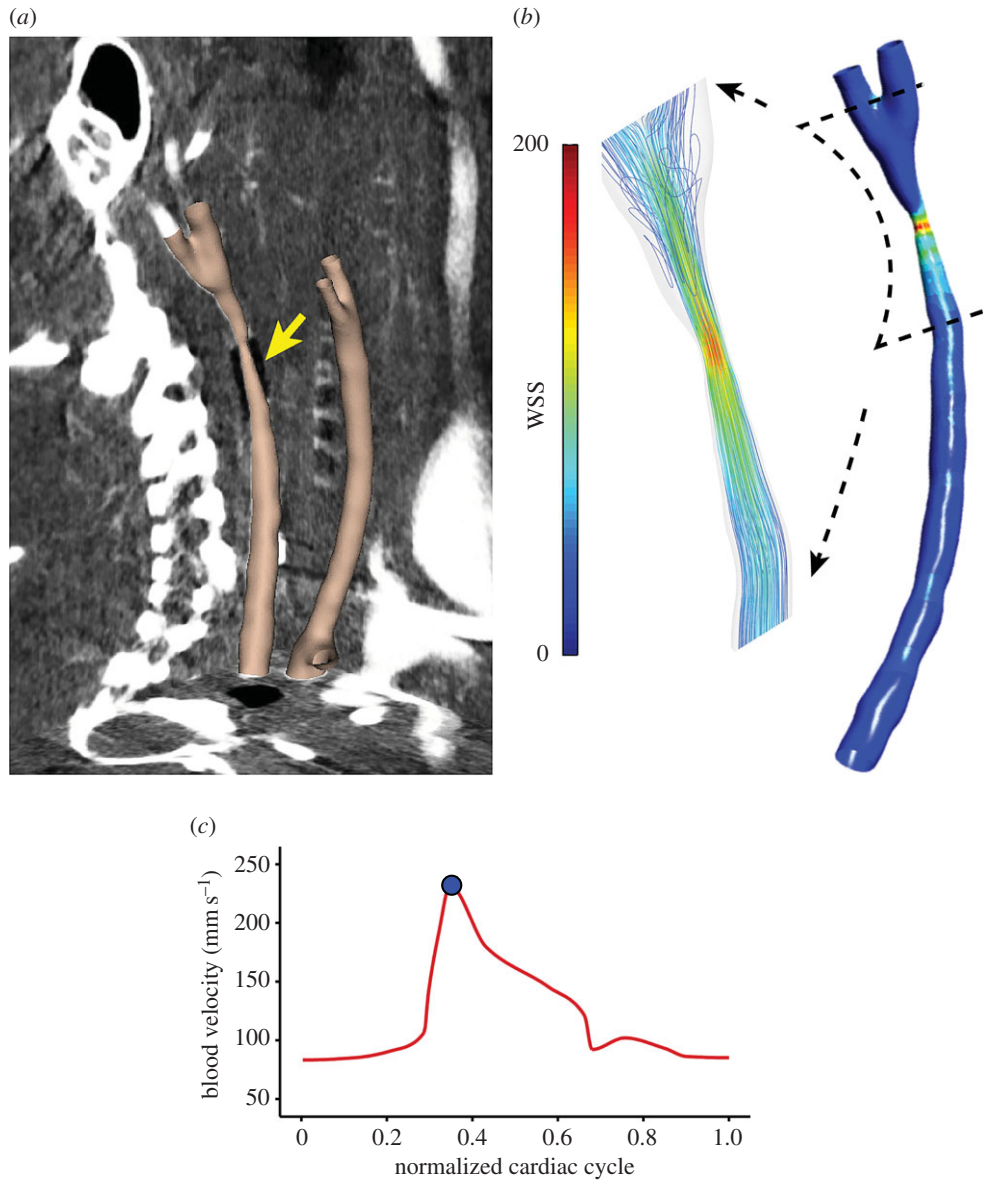 (a)
(b)
200
WSS
0
(c)
250
200
150
100
50
blood velocity (mm s⁻¹)
0 0.2 0.4 0.6 0.8 1.0
normalized cardiac cycle